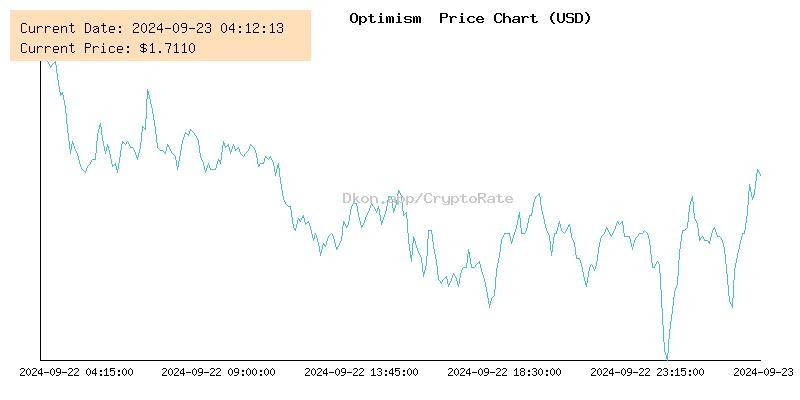 Optimism  Price Chart (USD)
Current Date: 2024-09-23 04:12:13
Current Price: $1.7110
Dkon.app/CryptoRate
2024-09-22 04:15:00 2024-09-22 09:00:00 2024-09-22 13:45:00 2024-09-22 18:30:00 2024-09-22 23:15:00 2024-09-23